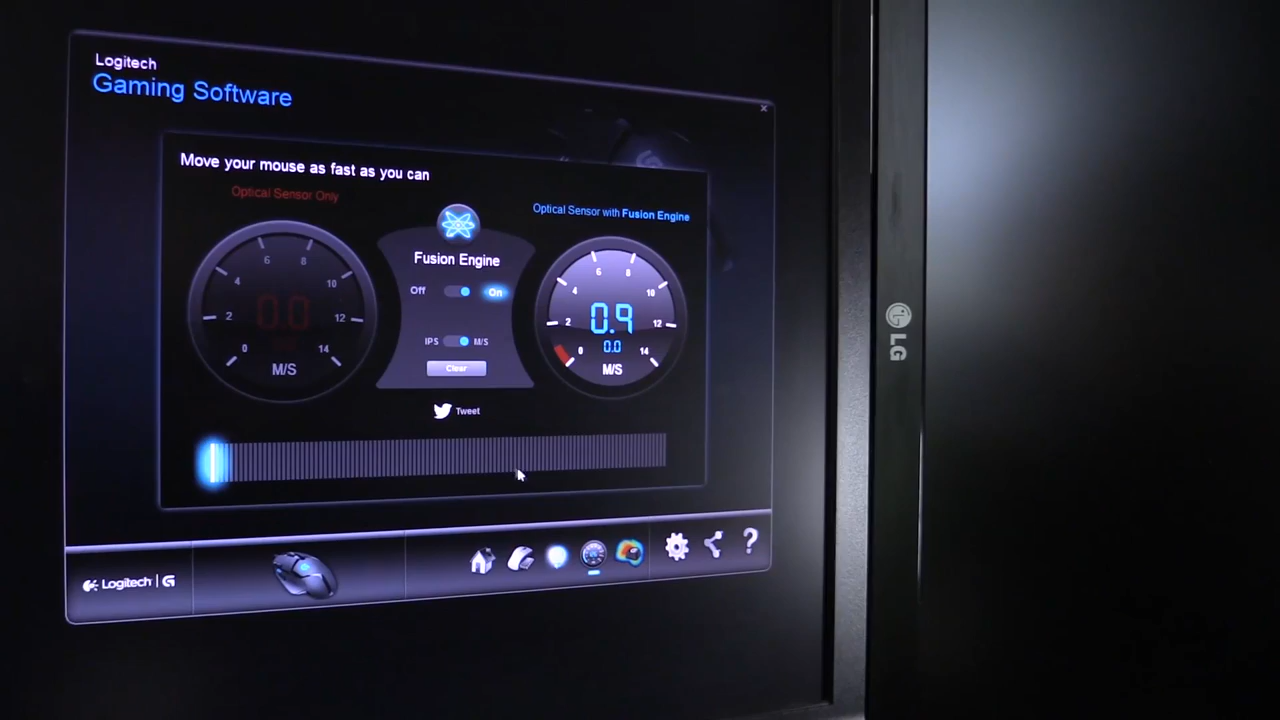 Logitech
Gaming Software
Move your mouse as fast as you can
Optical Sensor Only
Optical Sensor with Fusion Engine
0 2 4 6 8 10 12 14
0.0
M/S
Fusion Engine
Off On
IPS M/S
Clear
Tweet
0 2 4 6 8 10 12 14
0.9
0.0
M/S
Logitech | G
?
LG